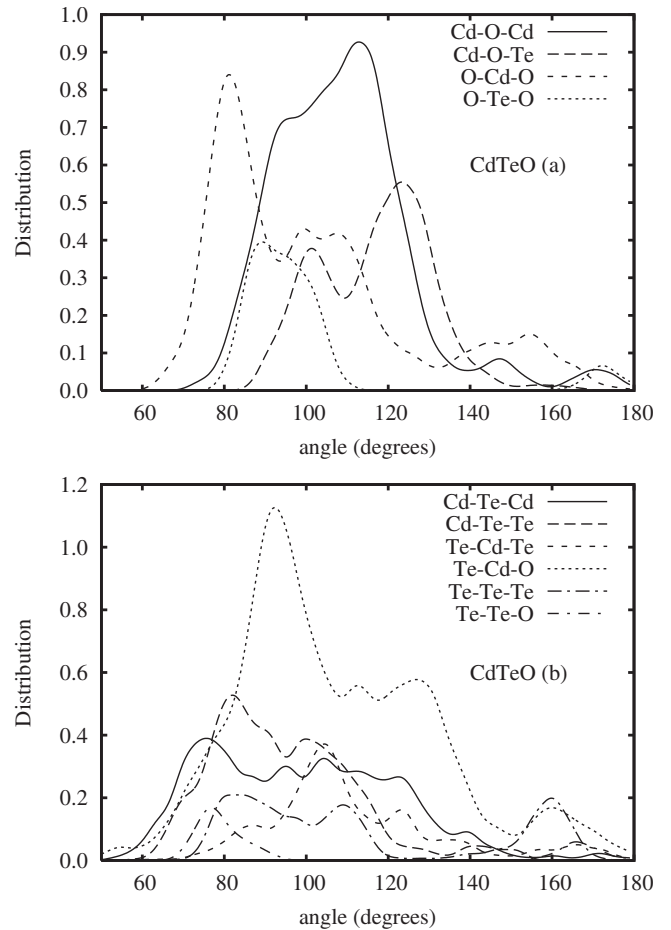 1.0
0.9
0.8
0.7
0.6
0.5
0.4
0.3
0.2
0.1
0.0
Distribution
Cd-O-Cd
Cd-O-Te
O-Cd-O
O-Te-O
CdTeO (a)
60 80 100 120 140 160 180
angle (degrees)
1.2
1.0
0.8
0.6
0.4
0.2
0.0
Distribution
Cd-Te-Cd
Cd-Te-Te
Te-Cd-Te
Te-Cd-O
Te-Te-Te
Te-Te-O
CdTeO (b)
60 80 100 120 140 160 180
angle (degrees)